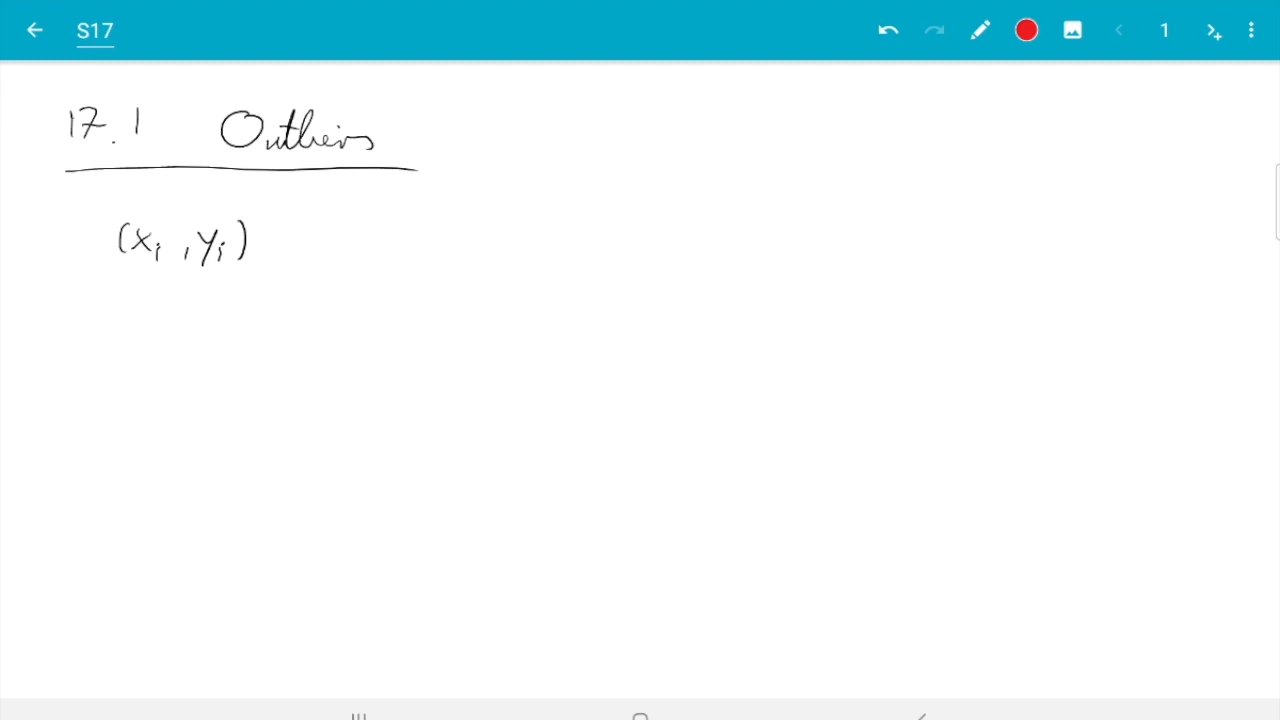 S17
1
17.1 Outliers
(xᵢ, yᵢ)